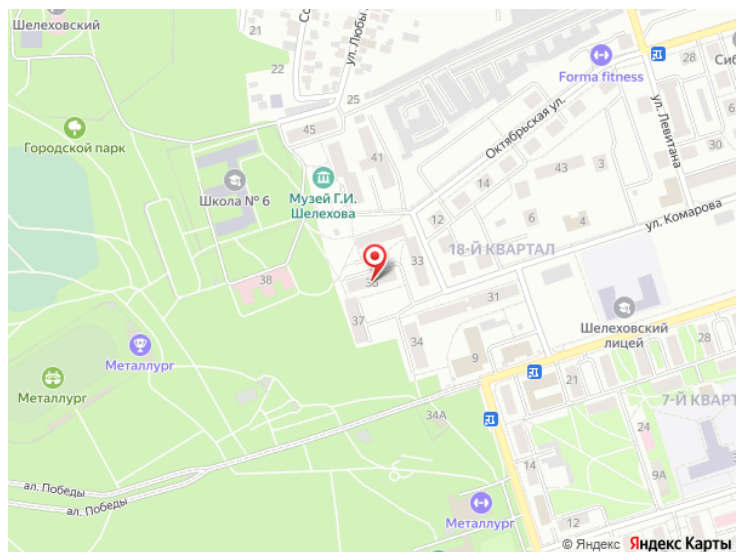 Шелеховский
21
Со
ул. Любы
22
25
Forma fitness
28
Сиб
45
Городской парк
41
Октябрьская ул.
ул. Левитана
30
Школа № 6
Музей Г.И.
Шелехова
43
3
14
12
6
4
ул. Комарова
33
18-Й КВАРТАЛ
38
31
37
34
Шелеховский
лицей
Металлург
9
28
Металлург
21
34А
7-Й КВАРТ
24
14
9А
ал. Победы
ал. Победы
Металлург
12
© Яндекс Яндекс Карты